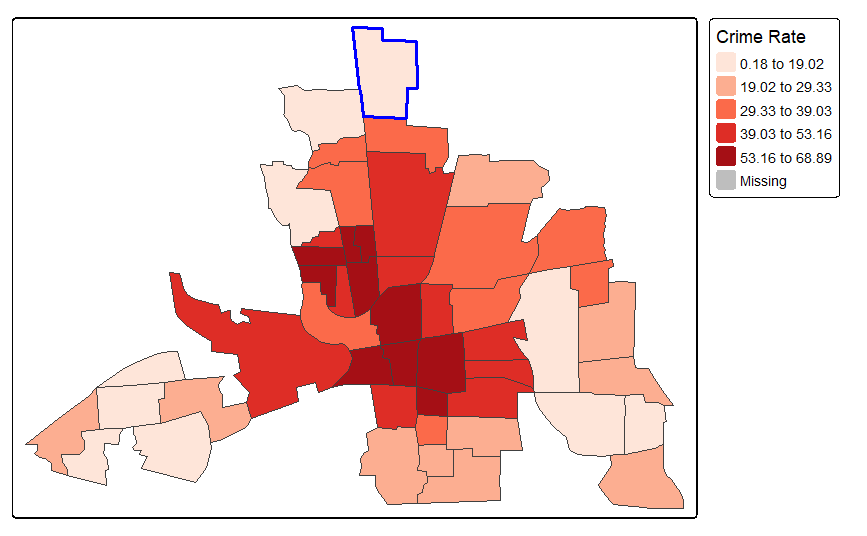 Crime Rate
0.18 to 19.02
19.02 to 29.33
29.33 to 39.03
39.03 to 53.16
53.16 to 68.89
Missing